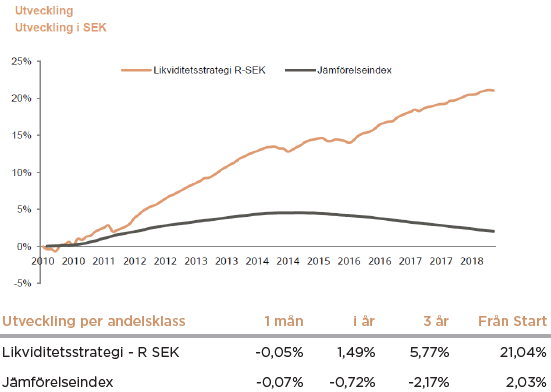 Utveckling
Utveckling i SEK
Likviditetsstrategi R-SEK Jämförelseindex
25%
20%
15%
10%
5%
0%
-5%
2010 2010 2011 2012 2012 2013 2013 2014 2014 2015 2016 2016 2017 2017 2018
Utveckling per andelsklass 1 mån i år 3 år Från Start
Likviditetsstrategi - R SEK -0,05% 1,49% 5,77% 21,04%
Jämförelseindex -0,07% -0,72% -2,17% 2,03%